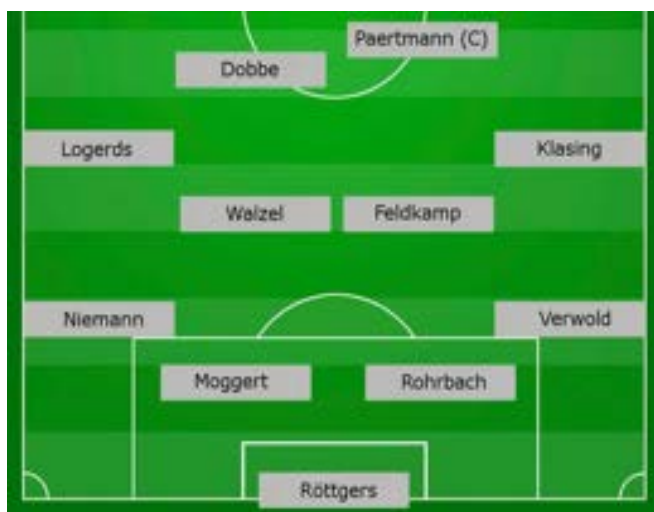 Paertmann (C)
Dobbe
Logerds
Klasing
Walzel
Feldkamp
Niemann
Verwold
Moggert
Rohrbach
Röttgers